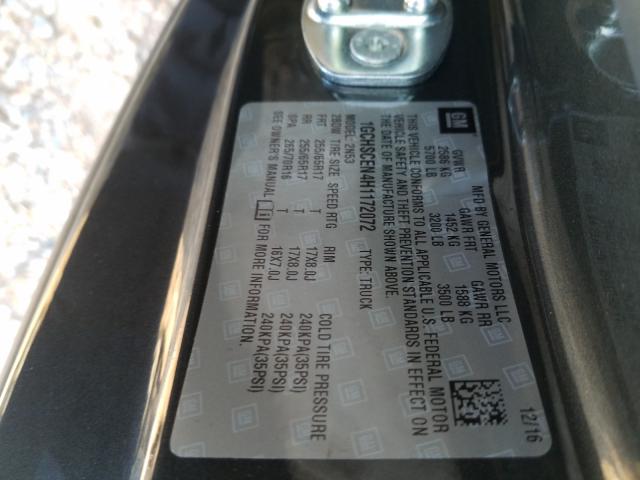 GM
MFD BY GENERAL MOTORS LLC 12/16
GVWR GAWR FRT GAWR RR
2586 KG 1452 KG 1588 KG
5700 LB 3200 LB 3500 LB
THIS VEHICLE CONFORMS TO ALL APPLICABLE U.S. FEDERAL MOTOR
VEHICLE SAFETY AND THEFT PREVENTION STANDARDS IN EFFECT ON
THE DATE OF MANUFACTURE SHOWN ABOVE.
1GCHSCEN4H1172072 TYPE: TRUCK
MODEL: 2N53
280W TIRE SIZE SPEED RTG RIM COLD TIRE PRESSURE
FRT 255/65R17 T 17X8.0J 240KPA(35PSI)
RR 255/65R17 T 17X8.0J 240KPA(35PSI)
SPA 265/70R16 T 16X7.0J 240KPA(35PSI)
SEE OWNER'S MANUAL FOR MORE INFORMATION.